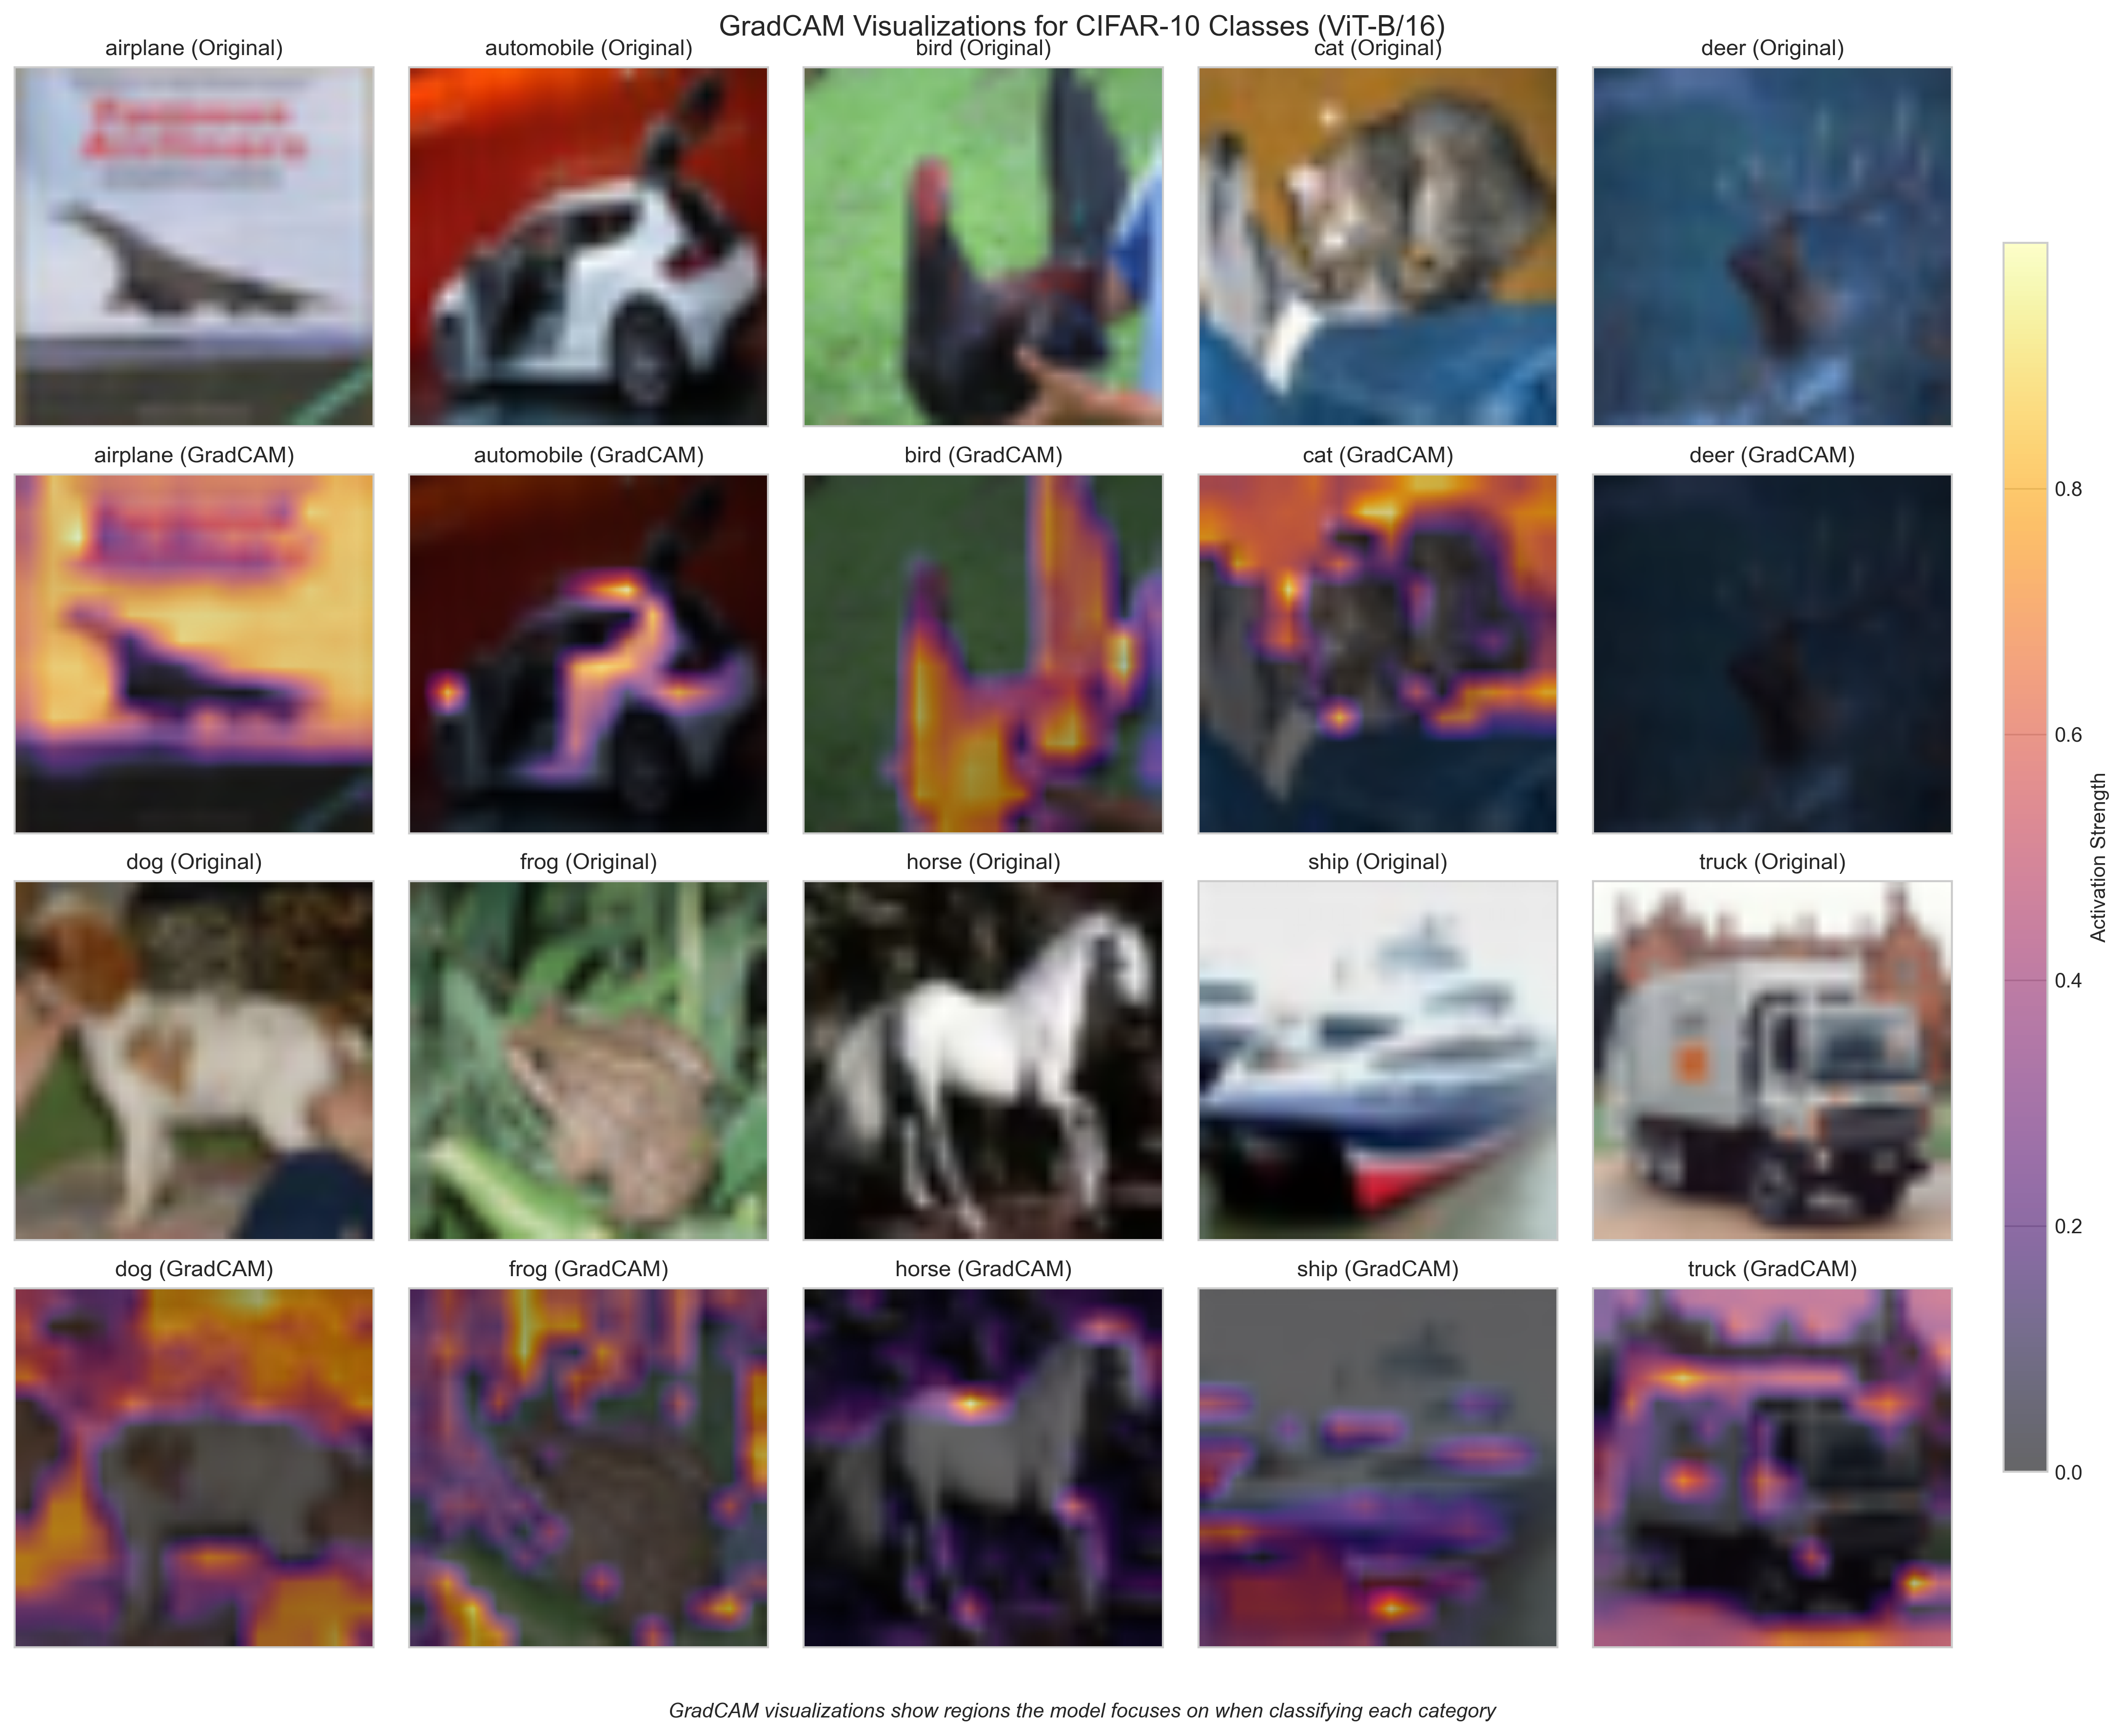 GradCAM Visualizations for CIFAR-10 Classes (ViT-B/16)
airplane (Original)
automobile (Original)
bird (Original)
cat (Original)
deer (Original)
airplane (GradCAM)
automobile (GradCAM)
bird (GradCAM)
cat (GradCAM)
deer (GradCAM)
0.8
0.6
0.4
0.2
0.0
Activation Strength
dog (Original)
frog (Original)
horse (Original)
ship (Original)
truck (Original)
dog (GradCAM)
frog (GradCAM)
horse (GradCAM)
ship (GradCAM)
truck (GradCAM)
GradCAM visualizations show regions the model focuses on when classifying each category